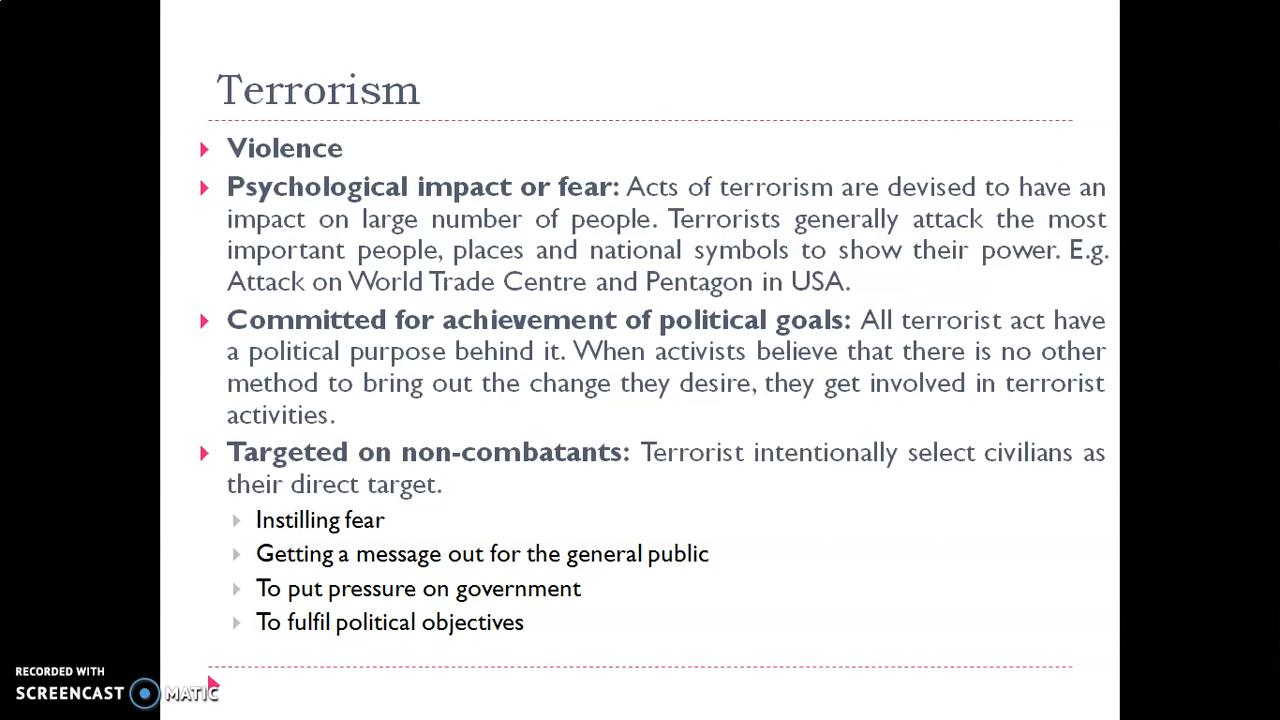 Terrorism
Violence
Psychological impact or fear: Acts of terrorism are devised to have an
impact on large number of people. Terrorists generally attack the most
important people, places and national symbols to show their power. E.g.
Attack on World Trade Centre and Pentagon in USA.
Committed for achievement of political goals: All terrorist act have
a political purpose behind it. When activists believe that there is no other
method to bring out the change they desire, they get involved in terrorist
activities.
Targeted on non-combatants: Terrorist intentionally select civilians as
their direct target.
Instilling fear
Getting a message out for the general public
To put pressure on government
To fulfil political objectives
RECORDED WITH
SCREENCAST MATIC